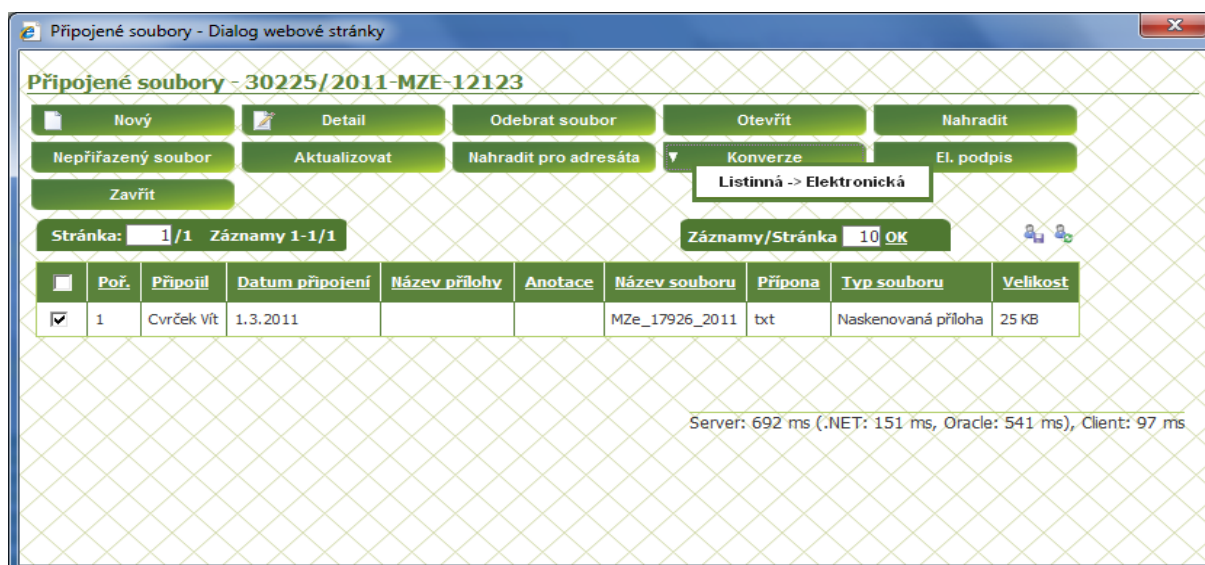 Připojené soubory - Dialog webové stránky
Připojené soubory - 30225/2011-MZE-12123
Nový Detail Odebrat soubor Otevřít Nahradit
Nepřiřazený soubor Aktualizovat Nahradit pro adresáta Konverze El. podpis
Listinná -> Elektronická
Zavřít
Stránka: 1 /1 Záznamy 1-1/1 Záznamy/Stránka 10 OK
Poř. Připojil Datum připojení Název přílohy Anotace Název souboru Přípona Typ souboru Velikost
1 Cvrček Vít 1.3.2011 MZe_17926_2011 txt Naskenovaná příloha 25 KB
Server: 692 ms (.NET: 151 ms, Oracle: 541 ms), Client: 97 ms